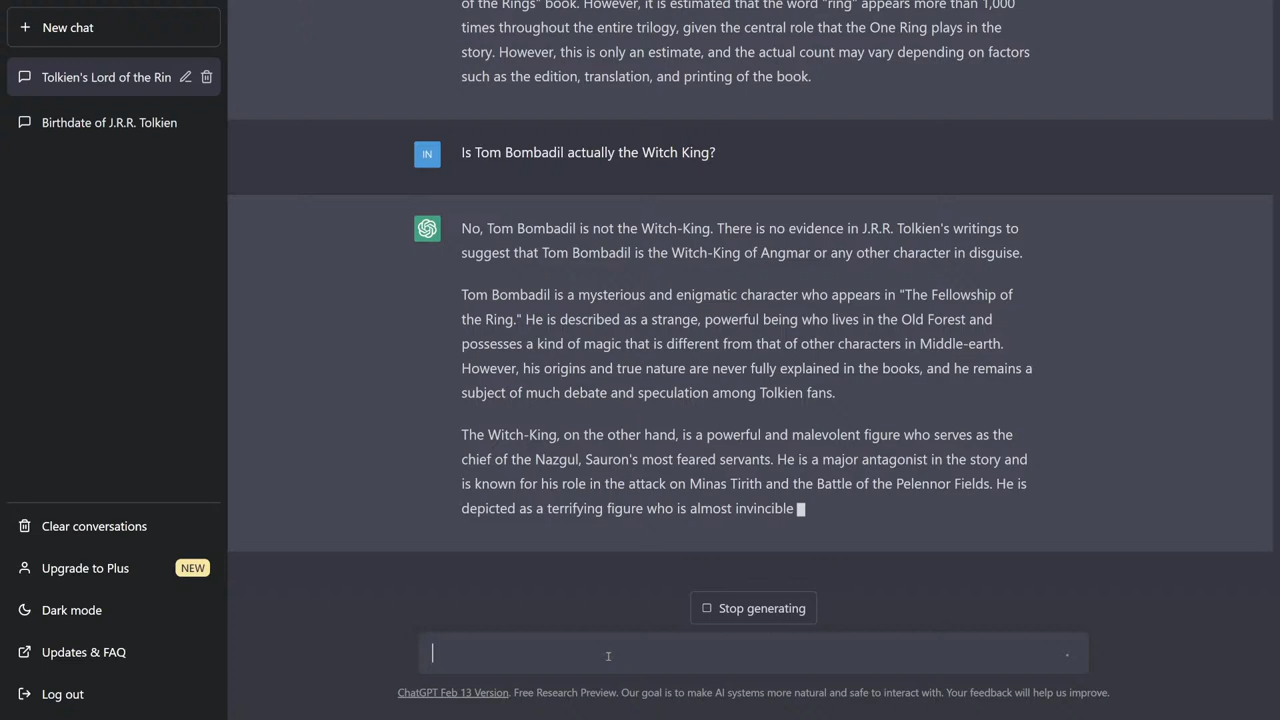 New chat
Tolkien's Lord of the Rin
Birthdate of J.R.R. Tolkien
Clear conversations
Upgrade to Plus NEW
Dark mode
Updates & FAQ
Log out
of the Rings" book. However, it is estimated that the word "ring" appears more than 1,000
times throughout the entire trilogy, given the central role that the One Ring plays in the
story. However, this is only an estimate, and the actual count may vary depending on factors
such as the edition, translation, and printing of the book.
IN Is Tom Bombadil actually the Witch King?
No, Tom Bombadil is not the Witch-King. There is no evidence in J.R.R. Tolkien's writings to
suggest that Tom Bombadil is the Witch-King of Angmar or any other character in disguise.
Tom Bombadil is a mysterious and enigmatic character who appears in "The Fellowship of
the Ring." He is described as a strange, powerful being who lives in the Old Forest and
possesses a kind of magic that is different from that of other characters in Middle-earth.
However, his origins and true nature are never fully explained in the books, and he remains a
subject of much debate and speculation among Tolkien fans.
The Witch-King, on the other hand, is a powerful and malevolent figure who serves as the
chief of the Nazgul, Sauron's most feared servants. He is a major antagonist in the story and
is known for his role in the attack on Minas Tirith and the Battle of the Pelennor Fields. He is
depicted as a terrifying figure who is almost invincible
Stop generating
ChatGPT Feb 13 Version. Free Research Preview. Our goal is to make AI systems more natural and safe to interact with. Your feedback will help us improve.